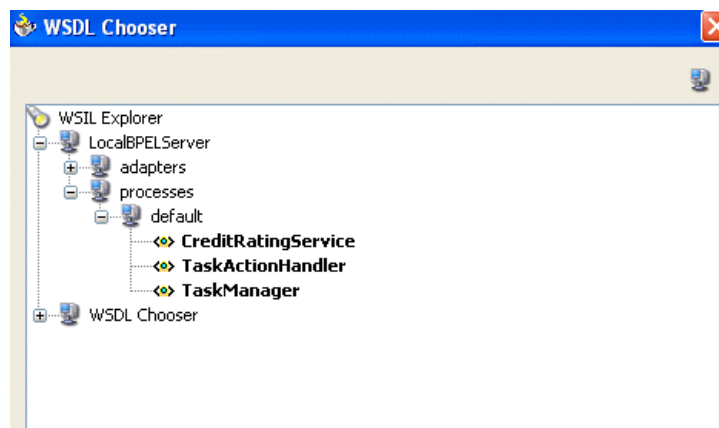 WSDL Chooser
WSIL Explorer
LocalBPELServer
adapters
processes
default
CreditRatingService
TaskActionHandler
TaskManager
WSDL Chooser